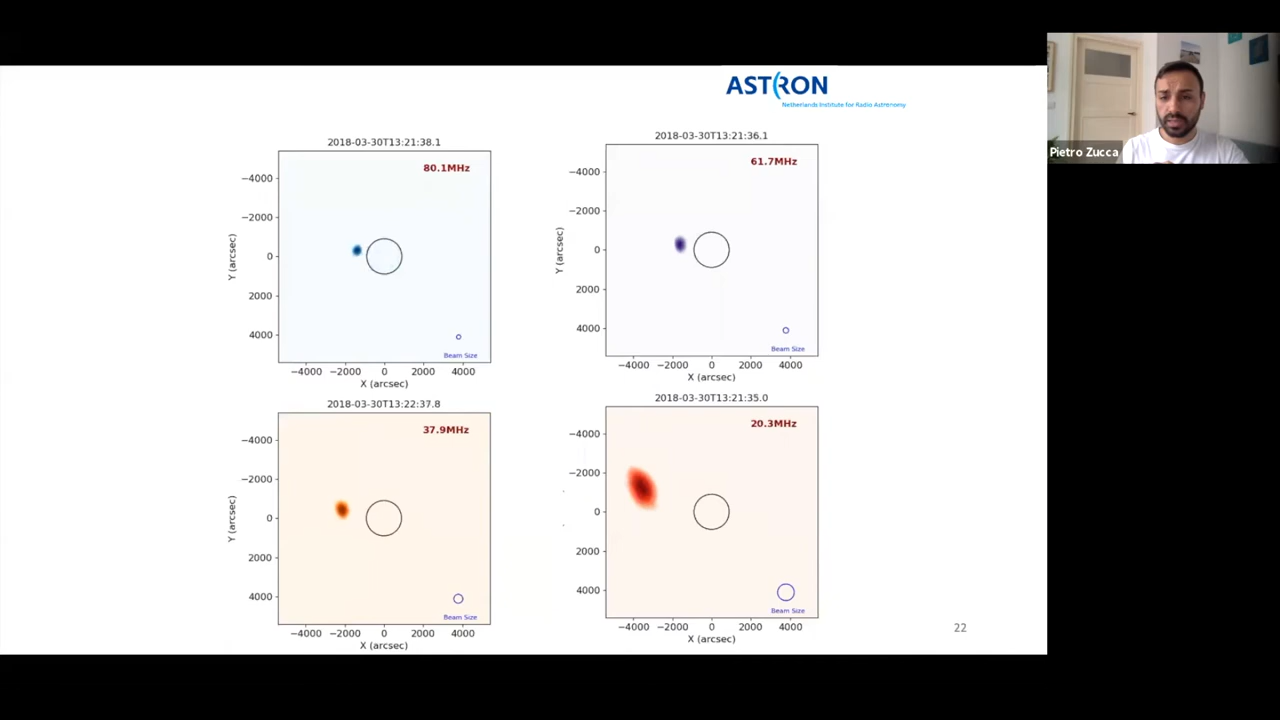 ASTRON
Netherlands Institute for Radio Astronomy
Pietro Zucca
2018-03-30T13:21:38.1
80.1MHz
−4000
−2000
0
2000
4000
Y (arcsec)
Beam Size
−4000 −2000 0 2000 4000
X (arcsec)
2018-03-30T13:21:36.1
61.7MHz
−4000
−2000
0
2000
4000
Y (arcsec)
Beam Size
−4000 −2000 0 2000 4000
X (arcsec)
2018-03-30T13:22:37.8
37.9MHz
−4000
−2000
0
2000
4000
Y (arcsec)
Beam Size
−4000 −2000 0 2000 4000
X (arcsec)
2018-03-30T13:21:35.0
20.3MHz
−4000
−2000
0
2000
4000
Beam Size
−4000 −2000 0 2000 4000
X (arcsec)
22